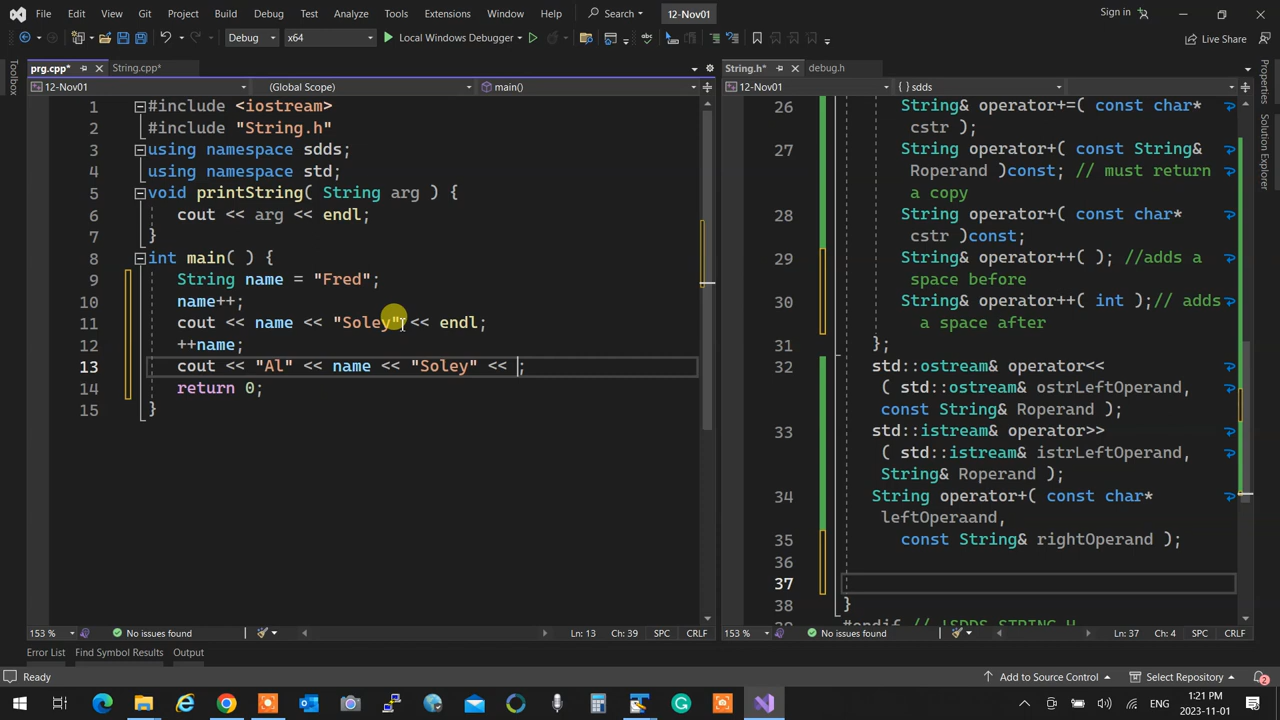 File Edit View Git Project Build Debug Test Analyze Tools Extensions Window Help Search 12-Nov01 Sign in
Debug x64 Local Windows Debugger Live Share
prg.cpp* String.cpp* String.h* debug.h
12-Nov01 (Global Scope) main() 12-Nov01 { } sdds
Toolbox
1 #include <iostream>
2 #include "String.h"
3 using namespace sdds;
4 using namespace std;
5 void printString( String arg ) {
6 cout << arg << endl;
7 }
8 int main( ) {
9 String name = "Fred";
10 name++;
11 cout << name << "Soley" << endl;
12 ++name;
13 cout << "Al" << name << "Soley" << ;
14 return 0;
15 }
26 String& operator+=( const char*
cstr );
27 String operator+( const String&
Roperand )const; // must return
a copy
28 String operator+( const char*
cstr )const;
29 String& operator++( ); //adds a
space before
30 String& operator++( int );// adds
a space after
31 };
32 std::ostream& operator<<
( std::ostream& ostrLeftOperand,
const String& Roperand );
33 std::istream& operator>>
( std::istream& istrLeftOperand,
String& Roperand );
34 String operator+( const char*
leftOperaand,
35 const String& rightOperand );
36
37
38 }
#endif // !SDDS_STRING_H
Properties
Solution Explorer
153 % No issues found Ln: 13 Ch: 39 SPC CRLF
153 % No issues found Ln: 37 Ch: 4 SPC CRLF
Error List Find Symbol Results Output
Ready Add to Source Control Select Repository 2
ENG 1:21 PM 2023-11-01